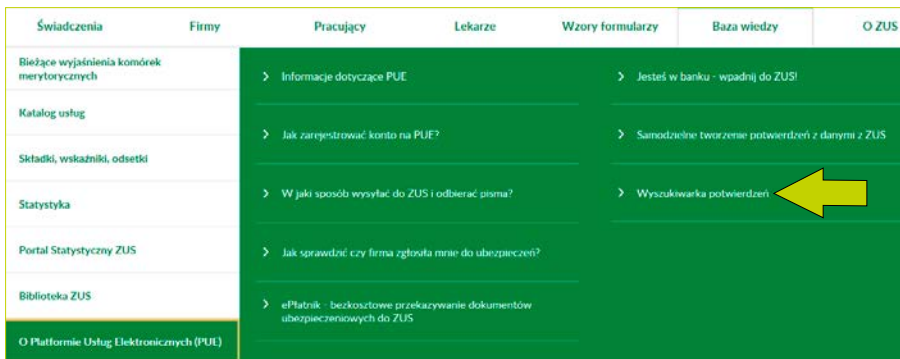 Świadczenia
Firmy
Pracujący
Lekarze
Wzory formularzy
Baza wiedzy
O ZUS
Bieżące wyjaśnienia komórek
merytorycznych
Katalog usług
Składki, wskaźniki, odsetki
Statystyka
Portal Statystyczny ZUS
Biblioteka ZUS
O Platformie Usług Elektronicznych (PUE)
Informacje dotyczące PUE
Jak zarejestrować konto na PUE?
W jaki sposób wysyłać do ZUS i odbierać pisma?
Jak sprawdzić czy firma zgłosiła mnie do ubezpieczeń?
ePłatnik - bezkosztowe przekazywanie dokumentów
ubezpieczeniowych do ZUS
Jesteś w banku - wpadnij do ZUS!
Samodzielne tworzenie potwierdzeń z danymi z ZUS
Wyszukiwarka potwierdzeń